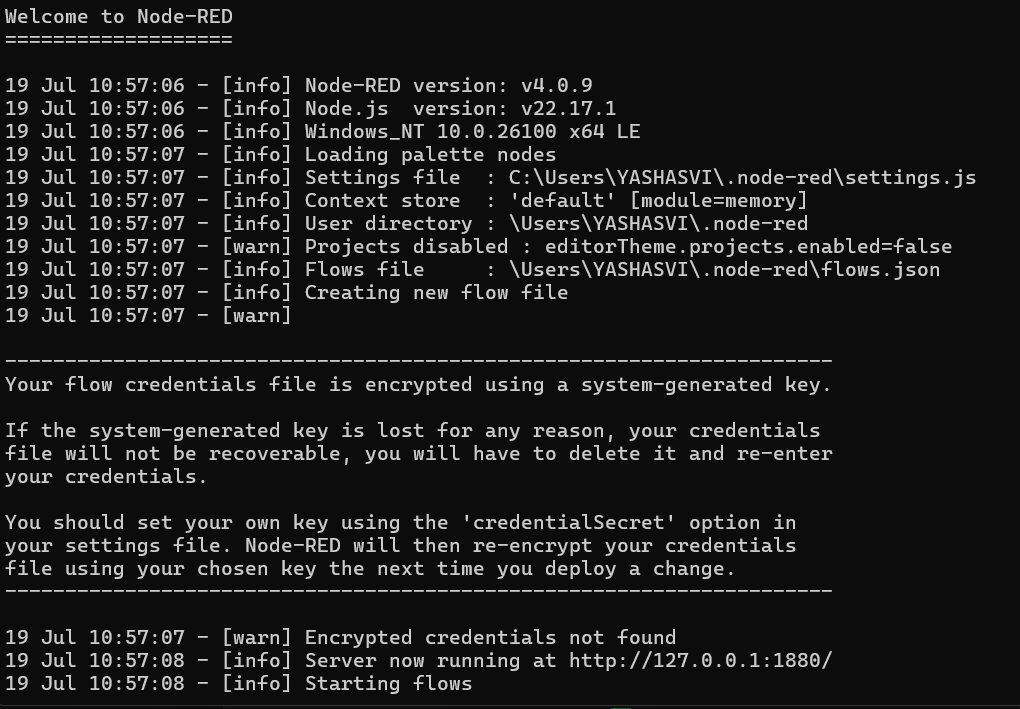 Welcome to Node-RED
===================
19 Jul 10:57:06 - [info] Node-RED version: v4.0.9
19 Jul 10:57:06 - [info] Node.js  version: v22.17.1
19 Jul 10:57:06 - [info] Windows_NT 10.0.26100 x64 LE
19 Jul 10:57:07 - [info] Loading palette nodes
19 Jul 10:57:07 - [info] Settings file  : C:\Users\YASHASVI\.node-red\settings.js
19 Jul 10:57:07 - [info] Context store  : 'default' [module=memory]
19 Jul 10:57:07 - [info] User directory : \Users\YASHASVI\.node-red
19 Jul 10:57:07 - [warn] Projects disabled : editorTheme.projects.enabled=false
19 Jul 10:57:07 - [info] Flows file     : \Users\YASHASVI\.node-red\flows.json
19 Jul 10:57:07 - [info] Creating new flow file
19 Jul 10:57:07 - [warn]
---------------------------------------------------------------------
Your flow credentials file is encrypted using a system-generated key.
If the system-generated key is lost for any reason, your credentials
file will not be recoverable, you will have to delete it and re-enter
your credentials.
You should set your own key using the 'credentialSecret' option in
your settings file. Node-RED will then re-encrypt your credentials
file using your chosen key the next time you deploy a change.
---------------------------------------------------------------------
19 Jul 10:57:07 - [warn] Encrypted credentials not found
19 Jul 10:57:08 - [info] Server now running at http://127.0.0.1:1880/
19 Jul 10:57:08 - [info] Starting flows